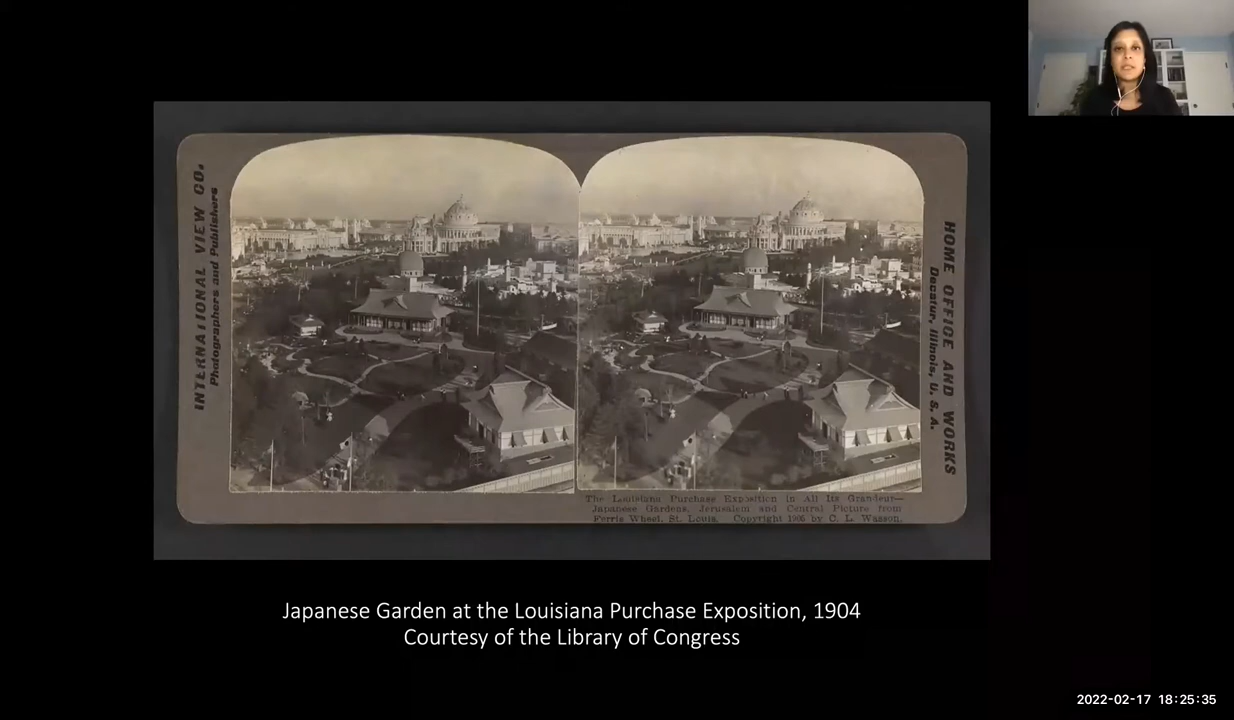 INTERNATIONAL VIEW CO.
Photographers and Publishers
HOME OFFICE AND WORKS
Decatur, Illinois, U. S. A.
The Louisiana Purchase Exposition in All Its Grandeur—
Japanese Gardens, Jerusalem and Central Picture from
Ferris Wheel, St. Louis. Copyright 1905 by C. L. Wasson.
Japanese Garden at the Louisiana Purchase Exposition, 1904
Courtesy of the Library of Congress
2022-02-17 18:25:35